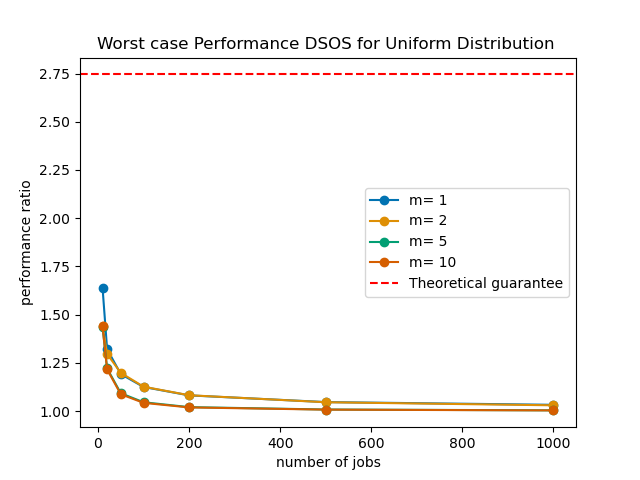 Worst case Performance DSOS for Uniform Distribution
performance ratio
2.75
2.50
2.25
2.00
1.75
1.50
1.25
1.00
m= 1
m= 2
m= 5
m= 10
Theoretical guarantee
0 200 400 600 800 1000
number of jobs